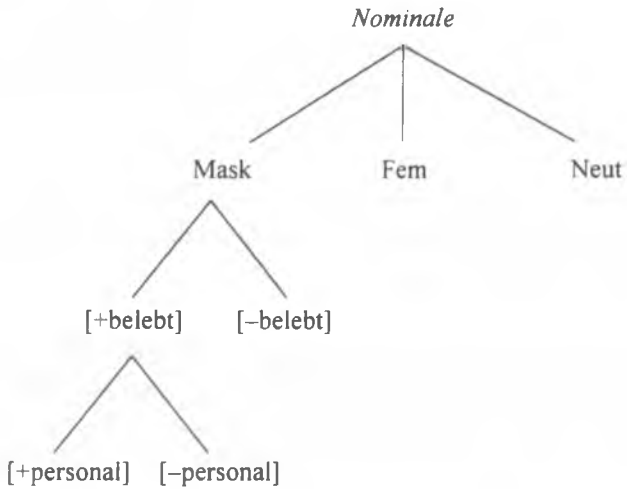 Nominale
Mask Fem Neut
[+belebt] [–belebt]
[+personal] [–personal]